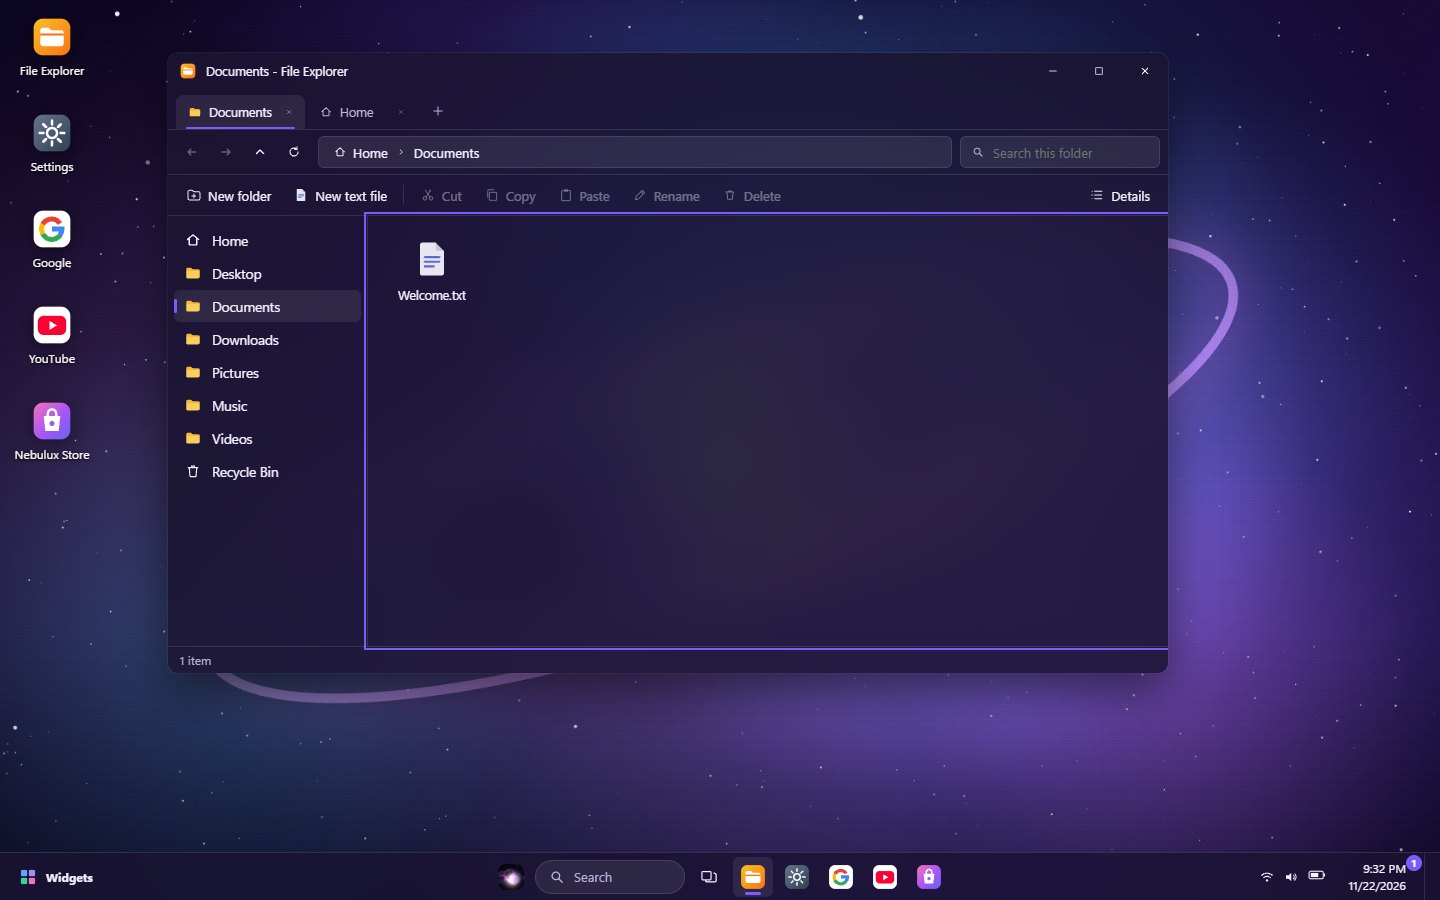 File Explorer
Settings
Google
YouTube
Nebulux Store
Documents - File Explorer
Documents
Home
Home › Documents
Search this folder
New folder
New text file
Cut
Copy
Paste
Rename
Delete
Details
Home
Desktop
Documents
Downloads
Pictures
Music
Videos
Recycle Bin
Welcome.txt
1 item
Widgets
Search
9:32 PM
1
11/22/2026